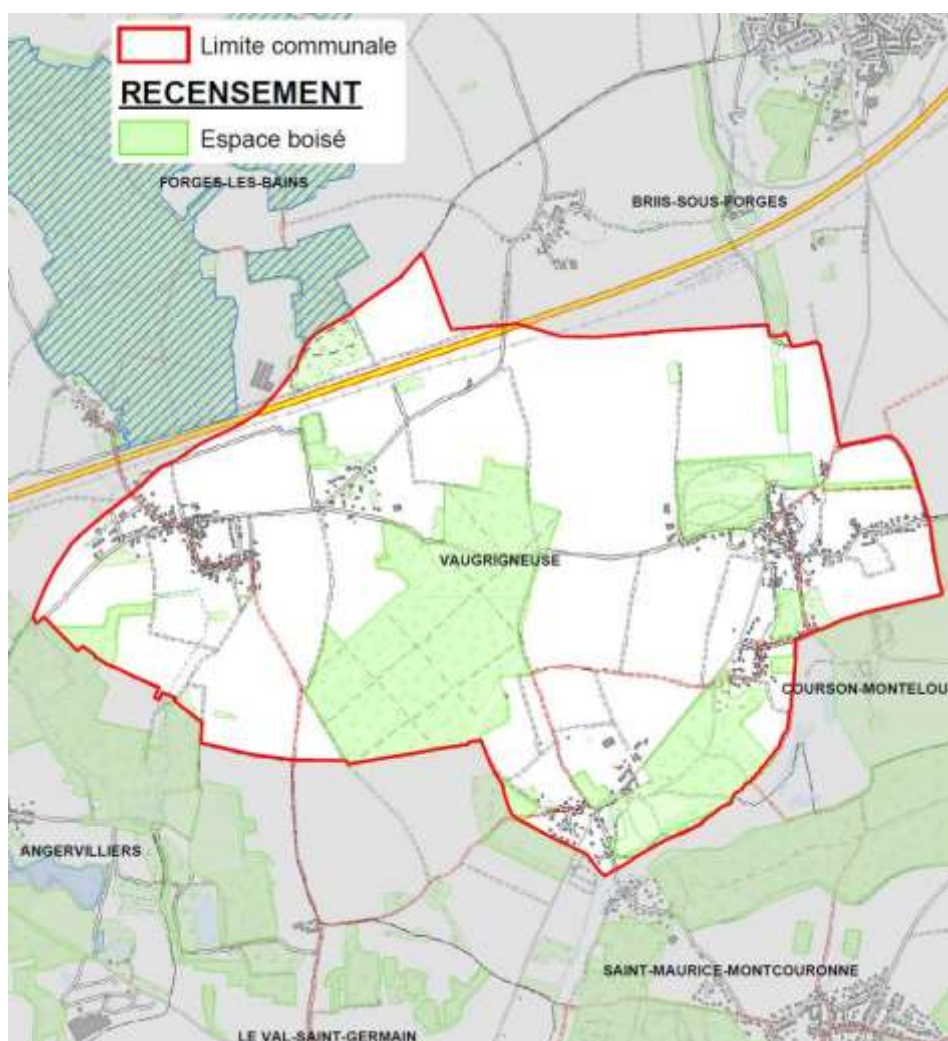 Limite communale
RECENSEMENT
Espace boisé
FORGES-LES-BAINS
BRIIS-SOUS-FORGES
VAUGRIGNEUSE
COURSON-MONTELOU
ANGERVILLIERS
SAINT-MAURICE-MONTCOURONNE
LE VAL-SAINT-GERMAIN